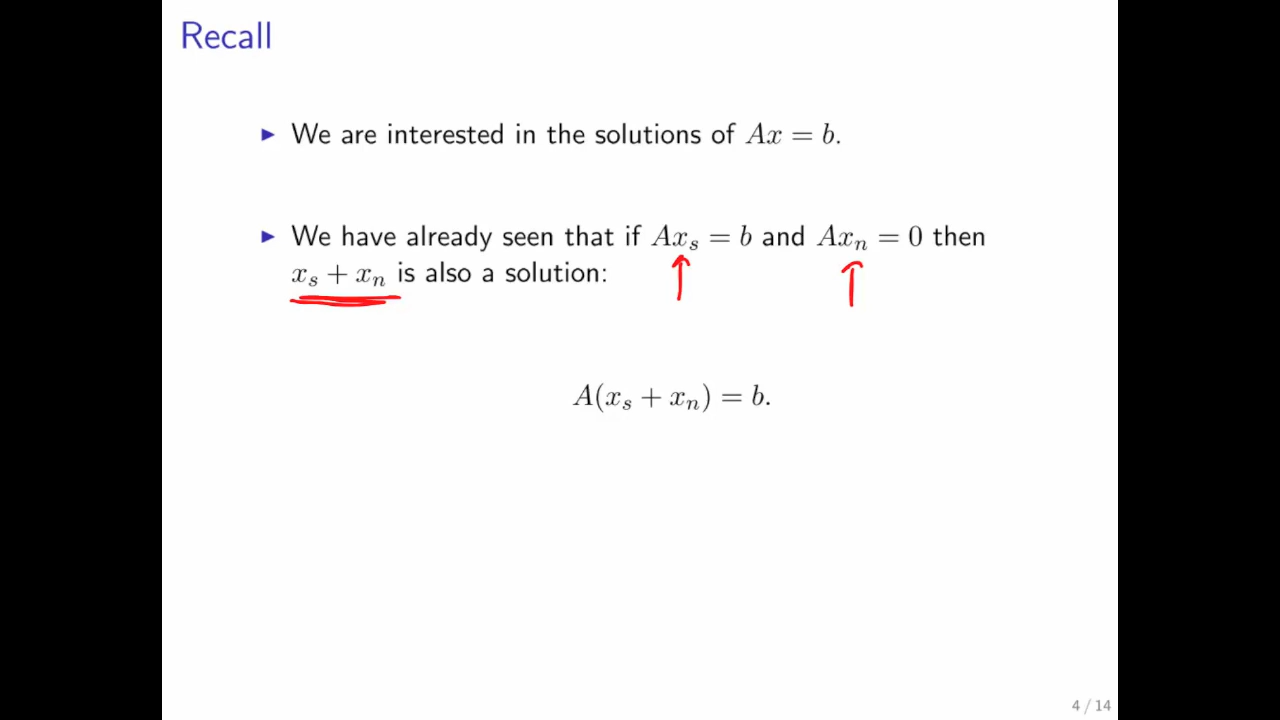 Recall
▶ We are interested in the solutions of $Ax = b$.
▶ We have already seen that if $Ax_s = b$ and $Ax_n = 0$ then
$x_s + x_n$ is also a solution:
$A(x_s + x_n) = b.$
4 / 14